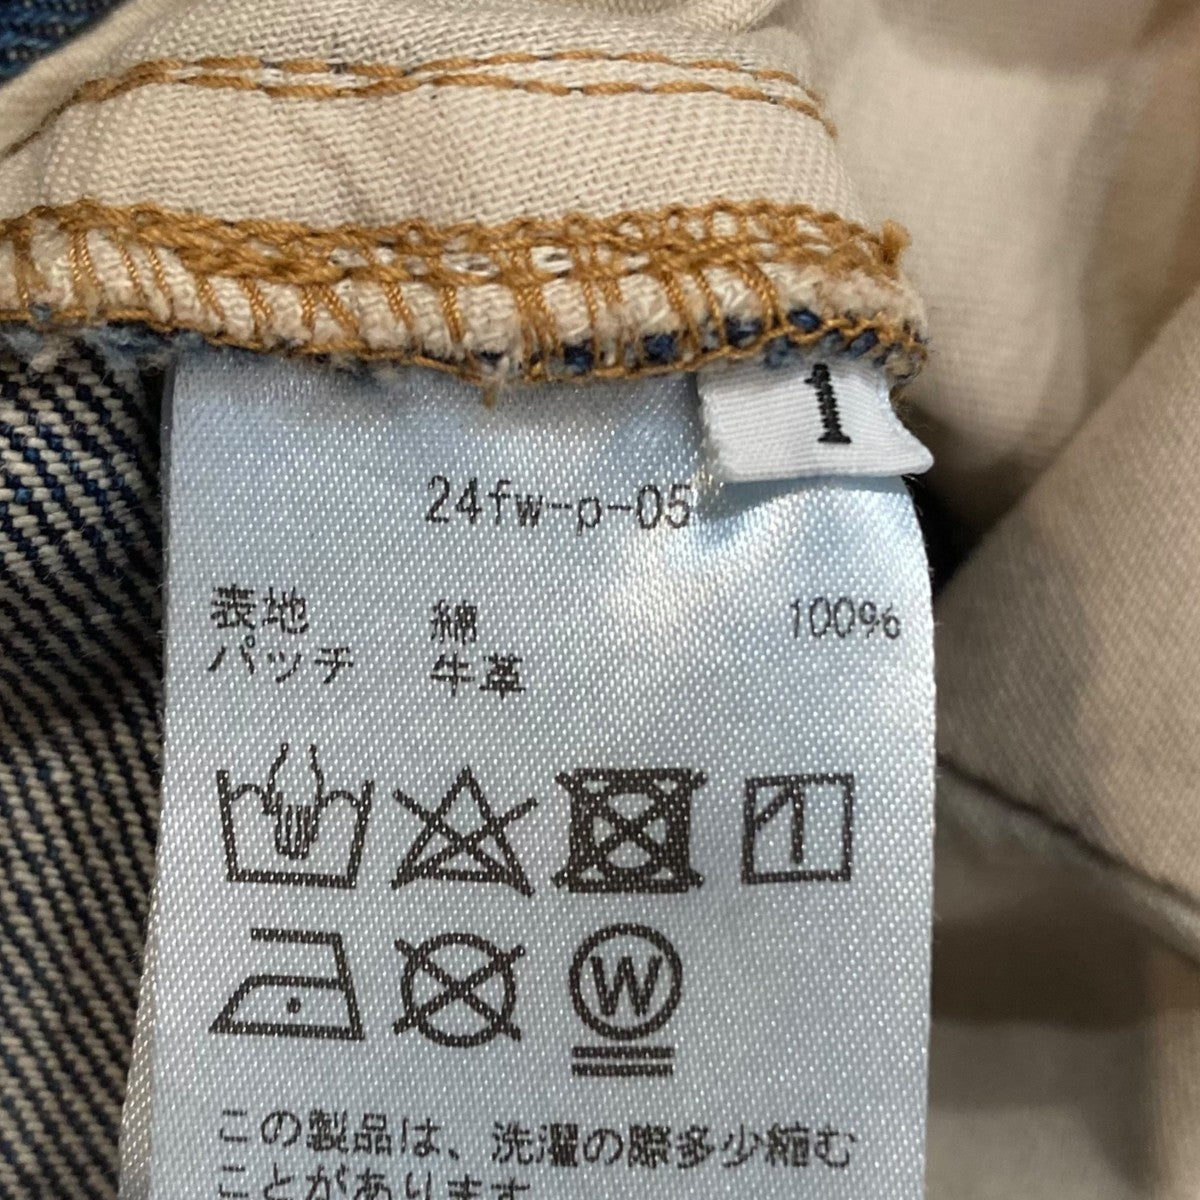 1
24fw-p-05
表地 綿 100%
パッチ 牛革
W
この製品は、洗濯の際多少縮む
ことがあります